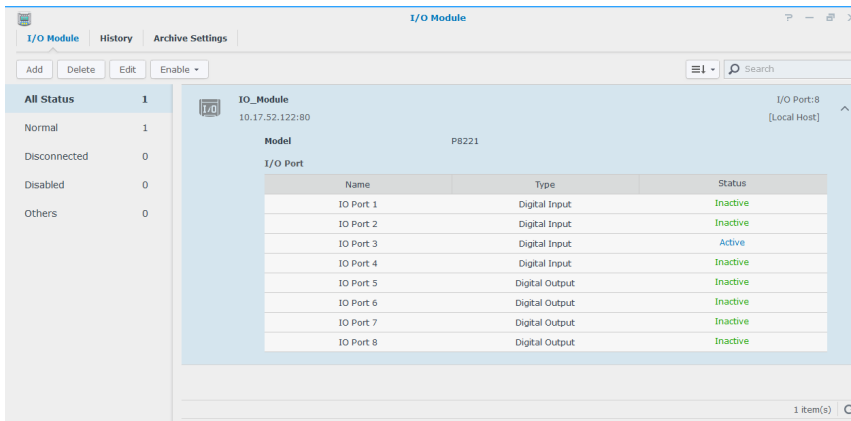 I/O Module
I/O Module History Archive Settings
Add Delete Edit Enable Search
All Status 1
Normal 1
Disconnected 0
Disabled 0
Others 0
I/O
IO_Module I/O Port:8
10.17.52.122:80 [Local Host]
Model P8221
I/O Port
Name Type Status
IO Port 1 Digital Input Inactive
IO Port 2 Digital Input Inactive
IO Port 3 Digital Input Active
IO Port 4 Digital Input Inactive
IO Port 5 Digital Output Inactive
IO Port 6 Digital Output Inactive
IO Port 7 Digital Output Inactive
IO Port 8 Digital Output Inactive
1 item(s)